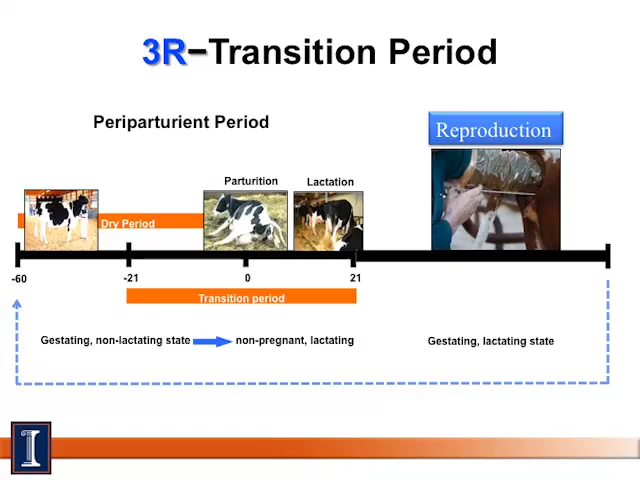 3R–Transition Period
Periparturient Period
Reproduction
Parturition
Lactation
Dry Period
-60
-21
0
21
Transition period
Gestating, non-lactating state
non-pregnant, lactating
Gestating, lactating state
I